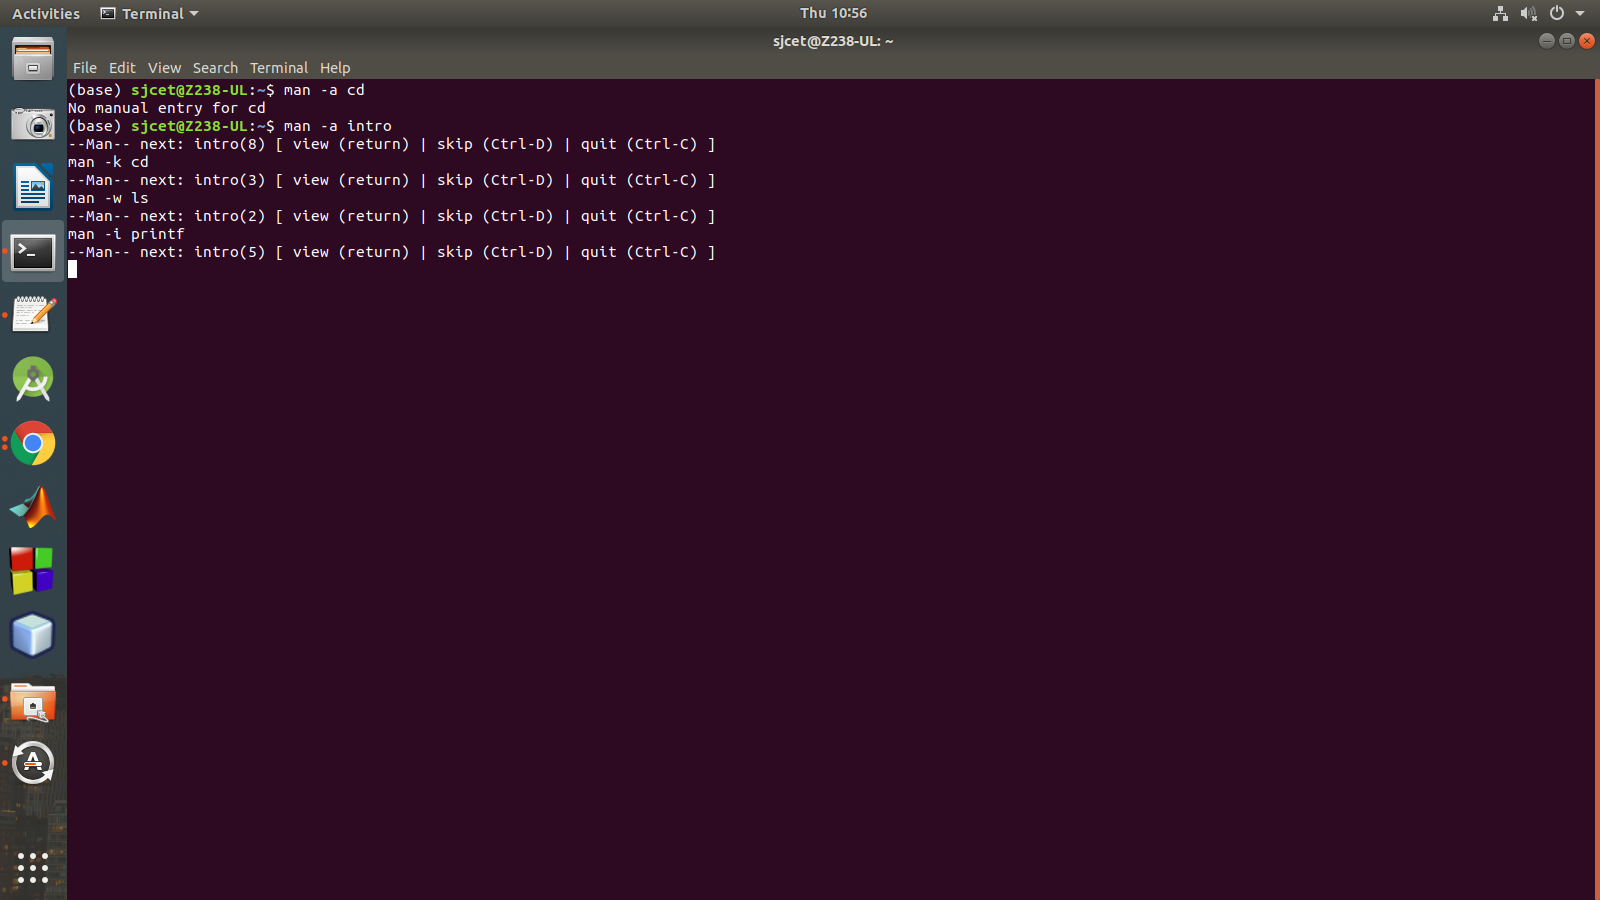 Activities Terminal Thu 10:56
sjcet@Z238-UL: ~
File Edit View Search Terminal Help
(base) sjcet@Z238-UL:~$ man -a cd
No manual entry for cd
(base) sjcet@Z238-UL:~$ man -a intro
--Man-- next: intro(8) [ view (return) | skip (Ctrl-D) | quit (Ctrl-C) ]
man -k cd
--Man-- next: intro(3) [ view (return) | skip (Ctrl-D) | quit (Ctrl-C) ]
man -w ls
--Man-- next: intro(2) [ view (return) | skip (Ctrl-D) | quit (Ctrl-C) ]
man -i printf
--Man-- next: intro(5) [ view (return) | skip (Ctrl-D) | quit (Ctrl-C) ]